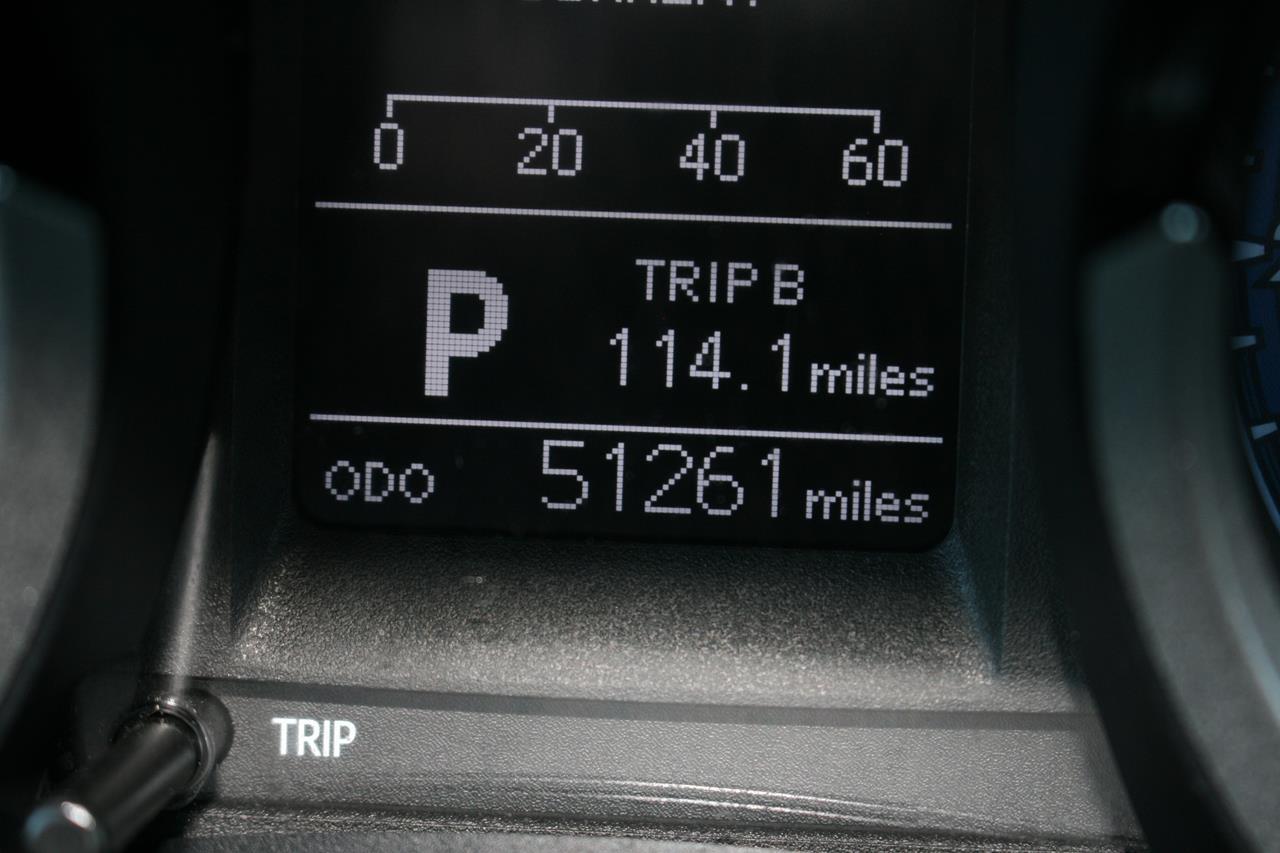 0 20 40 60
TRIP B
P 114.1 miles
ODO 51261 miles
TRIP